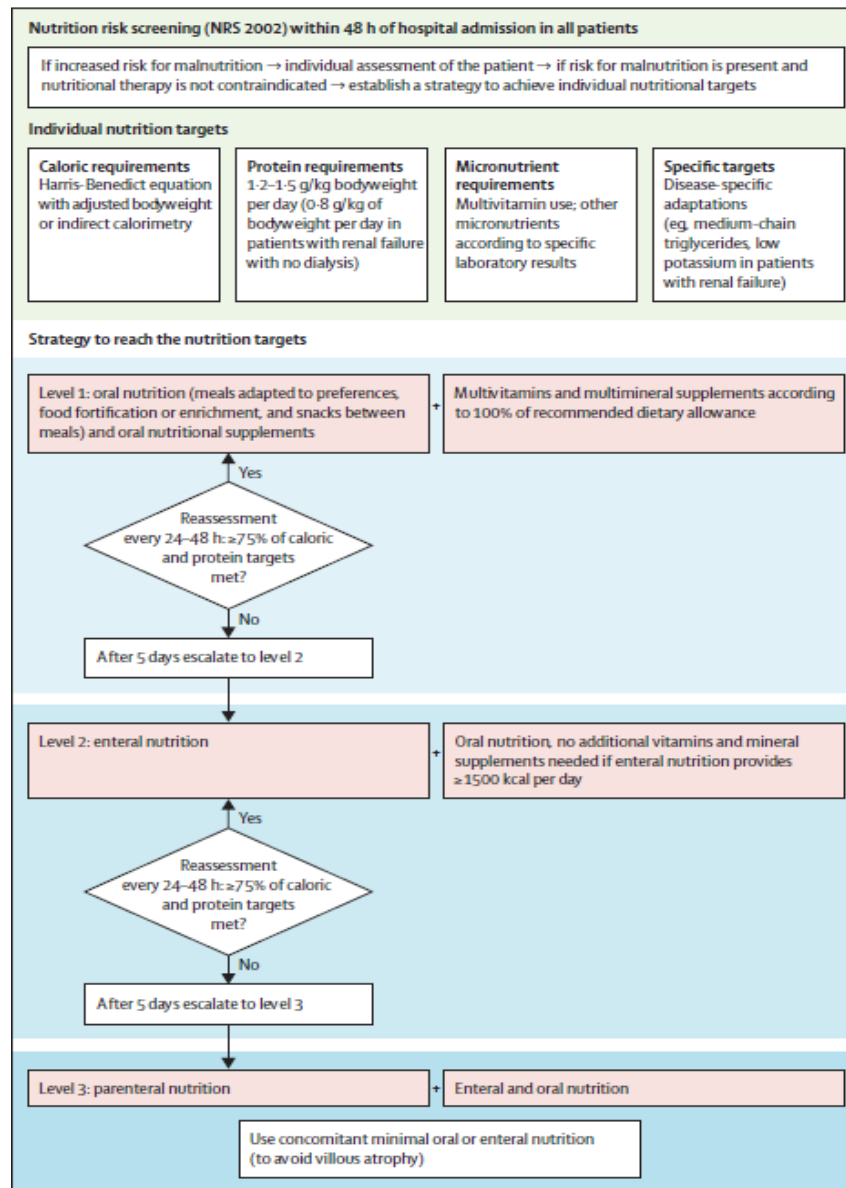 Nutrition risk screening (NRS 2002) within 48 h of hospital admission in all patients
If increased risk for malnutrition → individual assessment of the patient → if risk for malnutrition is present and
nutritional therapy is not contraindicated → establish a strategy to achieve individual nutritional targets
Individual nutrition targets
Caloric requirements
Harris-Benedict equation
with adjusted bodyweight
or indirect calorimetry
Protein requirements
1·2–1·5 g/kg bodyweight
per day (0·8 g/kg of
bodyweight per day in
patients with renal failure
with no dialysis)
Micronutrient
requirements
Multivitamin use; other
micronutrients
according to specific
laboratory results
Specific targets
Disease-specific
adaptations
(eg, medium-chain
triglycerides, low
potassium in patients
with renal failure)
Strategy to reach the nutrition targets
Level 1: oral nutrition (meals adapted to preferences,
food fortification or enrichment, and snacks between
meals) and oral nutritional supplements
+
Multivitamins and multimineral supplements according
to 100% of recommended dietary allowance
Yes
Reassessment
every 24–48 h: ≥75% of caloric
and protein targets
met?
No
After 5 days escalate to level 2
Level 2: enteral nutrition
+
Oral nutrition, no additional vitamins and mineral
supplements needed if enteral nutrition provides
≥1500 kcal per day
Yes
Reassessment
every 24–48 h: ≥75% of caloric
and protein targets
met?
No
After 5 days escalate to level 3
Level 3: parenteral nutrition
+
Enteral and oral nutrition
Use concomitant minimal oral or enteral nutrition
(to avoid villous atrophy)